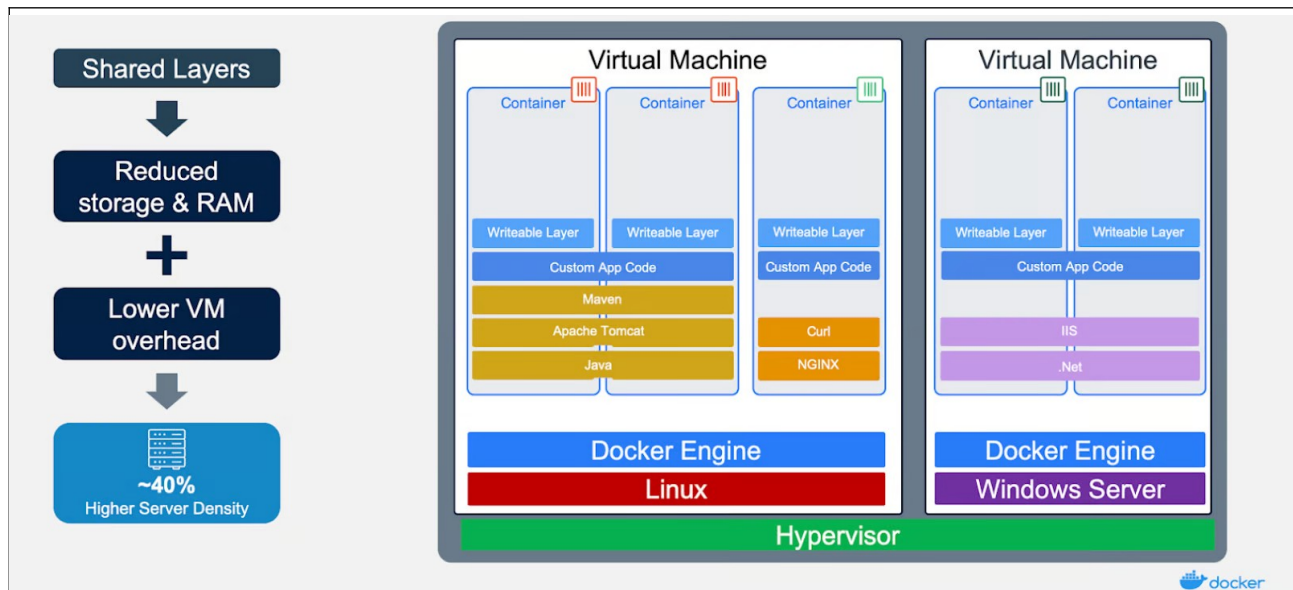 Shared Layers
Reduced
storage & RAM
Lower VM
overhead
~40%
Higher Server Density
Virtual Machine
Container
Container
Container
Writeable Layer
Writeable Layer
Writeable Layer
Custom App Code
Custom App Code
Maven
Apache Tomcat
Curl
Java
NGINX
Docker Engine
Linux
Virtual Machine
Container
Container
Writeable Layer
Writeable Layer
Custom App Code
IIS
.Net
Docker Engine
Windows Server
Hypervisor
docker